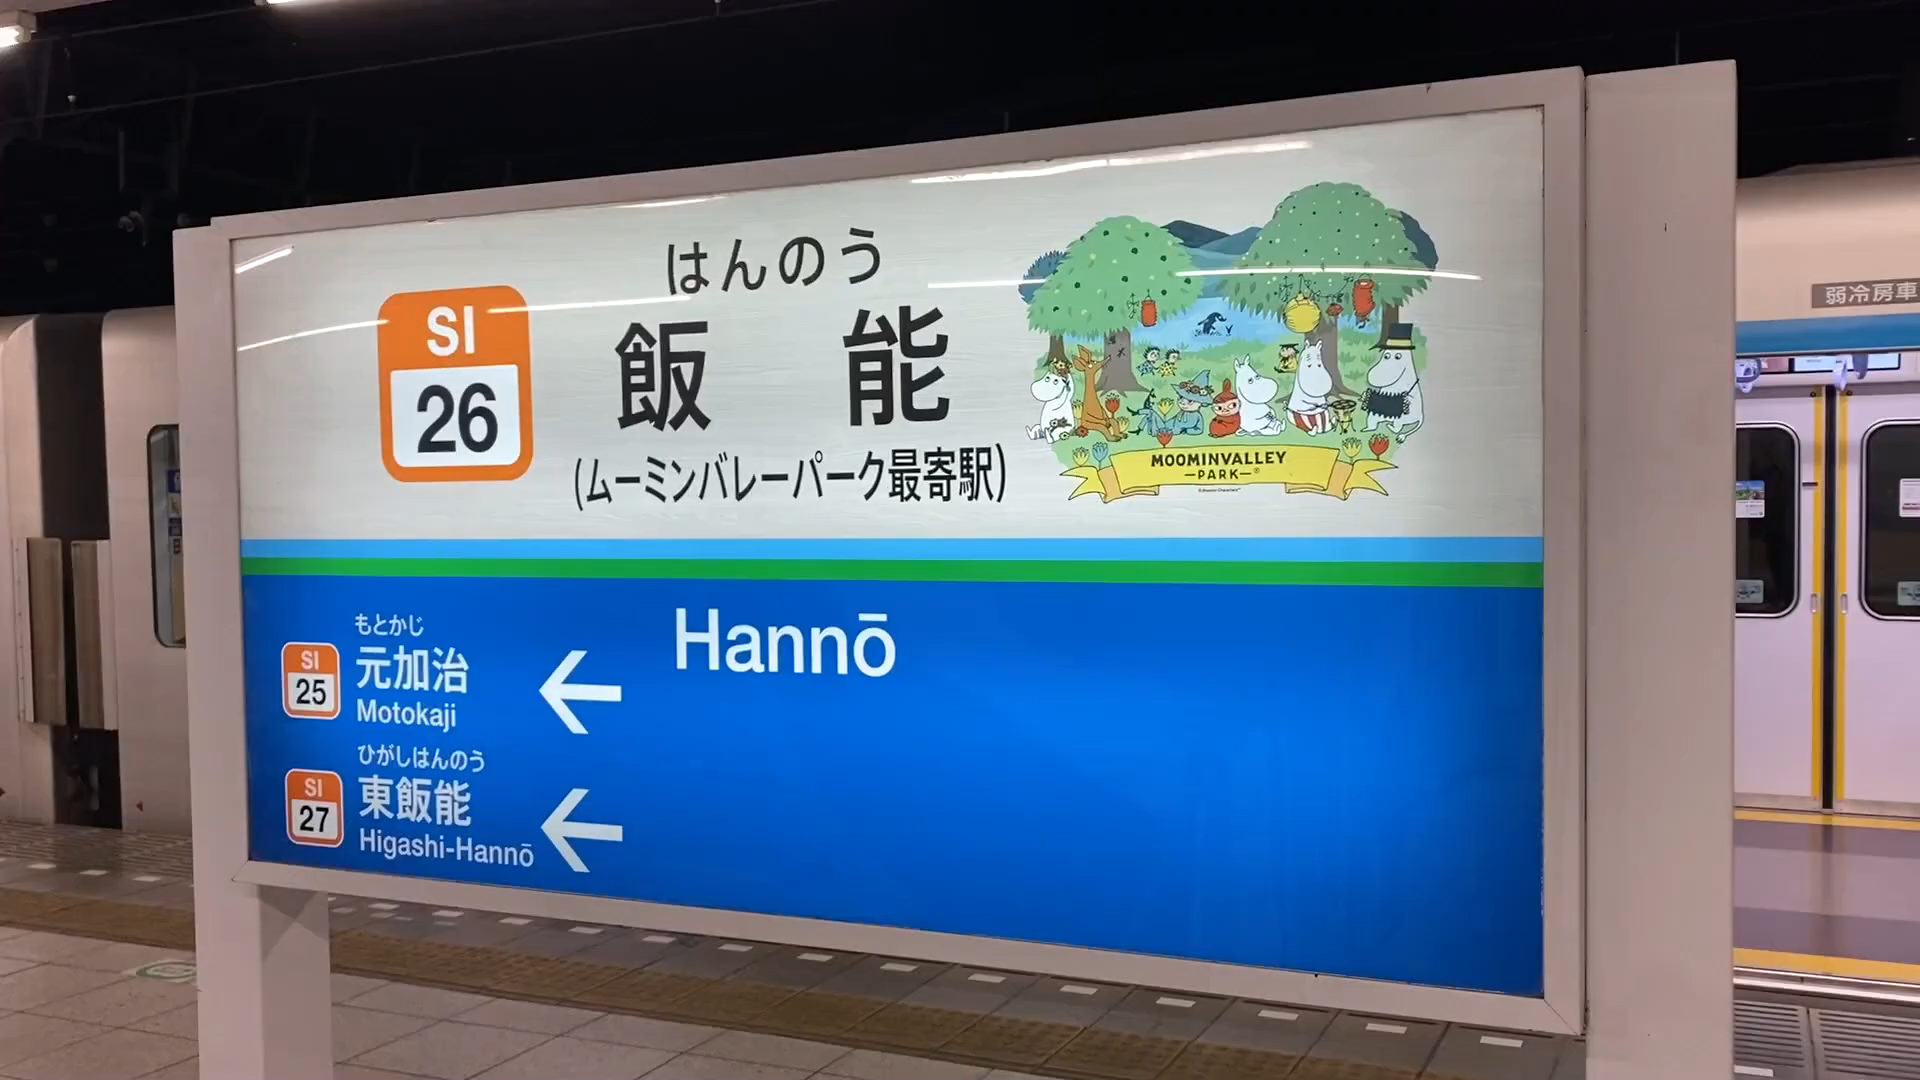 はんのう
SI
26
飯能
(ムーミンバレーパーク最寄駅)
MOOMINVALLEY
PARK
Hannō
もとかじ
SI
25
元加治
Motokaji
ひがしはんのう
SI
27
東飯能
Higashi-Hannō
弱冷房車